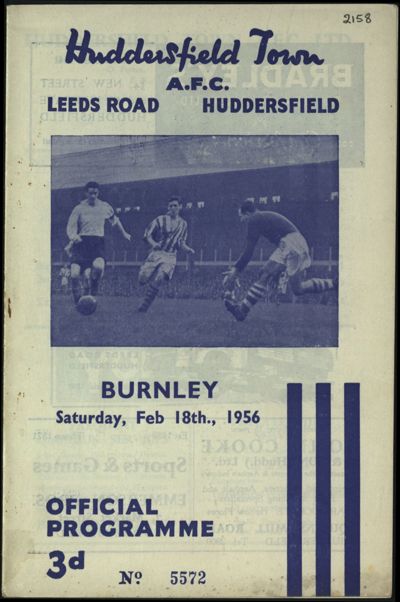 2158
Huddersfield Town
A.F.C.
LEEDS ROAD HUDDERSFIELD
BURNLEY
Saturday, Feb 18th., 1956
OFFICIAL
PROGRAMME
3d
Nº 5572